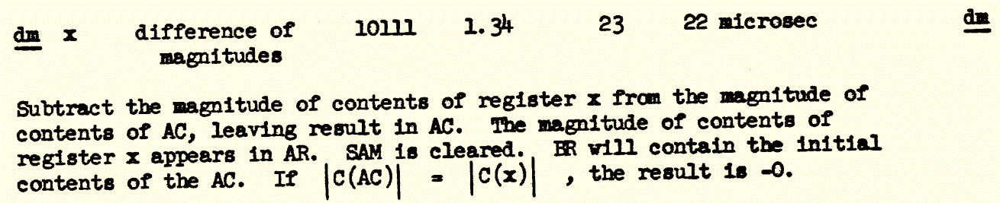 dm x difference of 10111 1.34 23 22 microsec dm
magnitudes
Subtract the magnitude of contents of register x from the magnitude of
contents of AC, leaving result in AC. The magnitude of contents of
register x appears in AR. SAM is cleared. BR will contain the initial
contents of the AC. If |C(AC)| = |C(x)| , the result is -0.